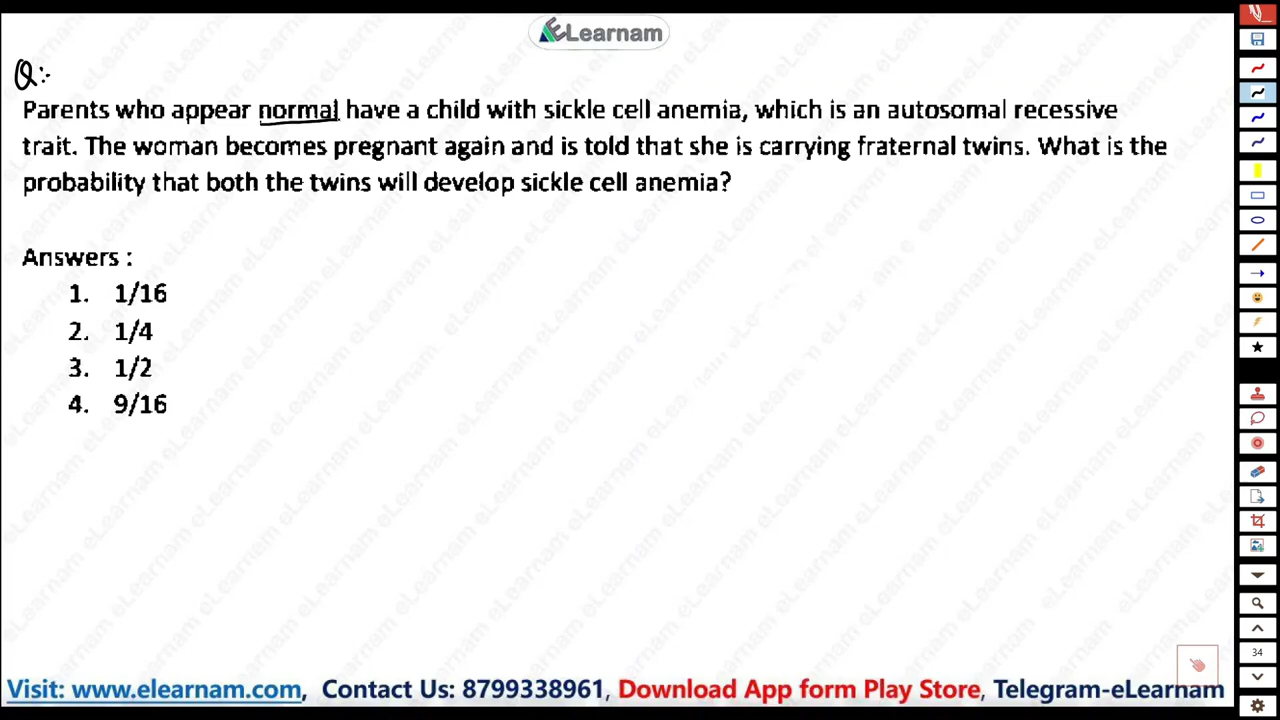 ELearnam
Q:-
Parents who appear normal have a child with sickle cell anemia, which is an autosomal recessive
trait. The woman becomes pregnant again and is told that she is carrying fraternal twins. What is the
probability that both the twins will develop sickle cell anemia?
Answers :
1. 1/16
2. 1/4
3. 1/2
4. 9/16
34
Visit: www.elearnam.com, Contact Us: 8799338961, Download App form Play Store, Telegram-eLearnam